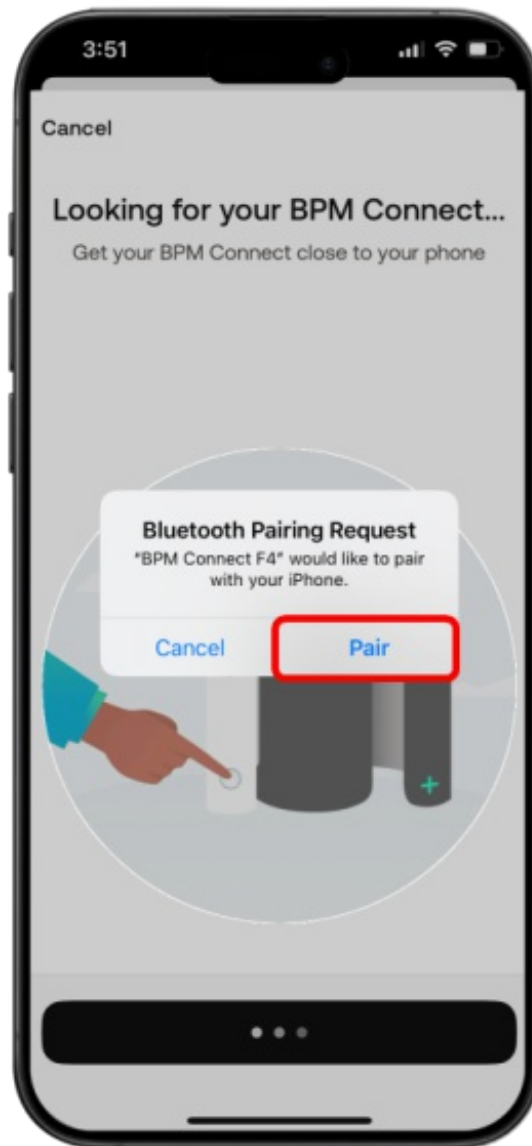 3:51
Cancel
Looking for your BPM Connect...
Get your BPM Connect close to your phone
Bluetooth Pairing Request
"BPM Connect F4" would like to pair
with your iPhone.
Cancel Pair